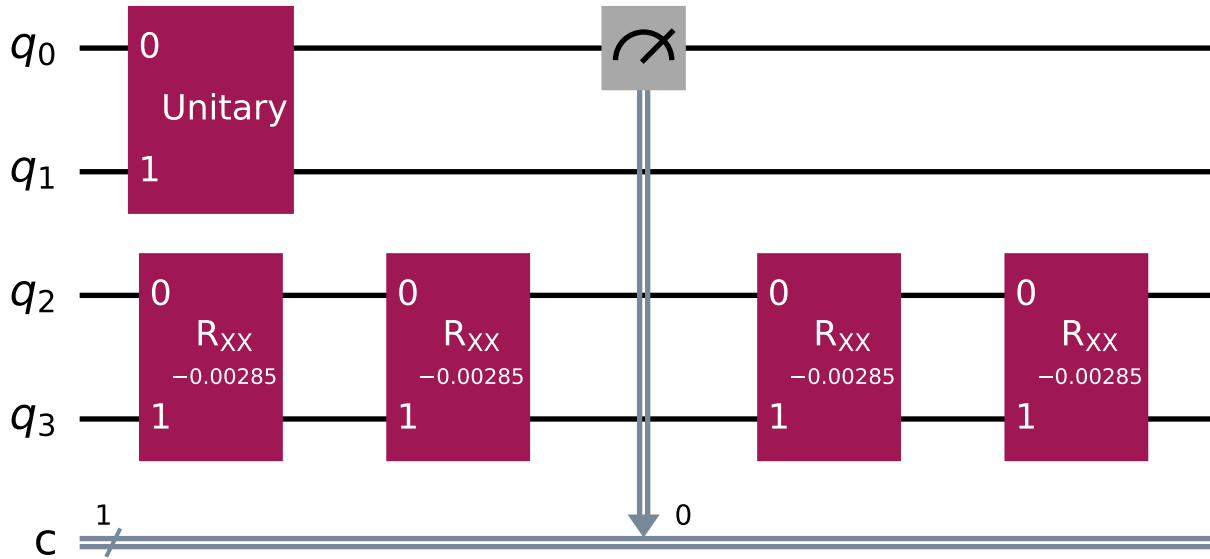 q0
0
Unitary
q1
1
q2
0 0 0 0
RXX RXX RXX RXX
−0.00285 −0.00285 −0.00285 −0.00285
q3
1 1 1 1
1 0
c